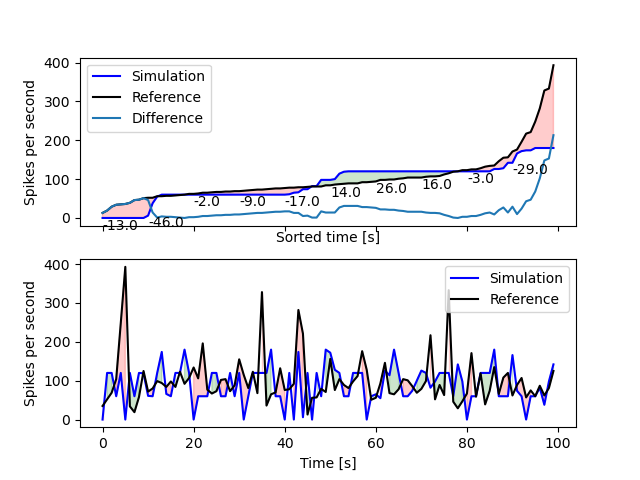 Spikes per second
400
300
200
100
0
Simulation
Reference
Difference
-13.0
-46.0
-2.0
-9.0
-17.0
14.0
26.0
16.0
-3.0
-29.0
Sorted time [s]
Spikes per second
400
300
200
100
0
Simulation
Reference
0
20
40
60
80
100
Time [s]